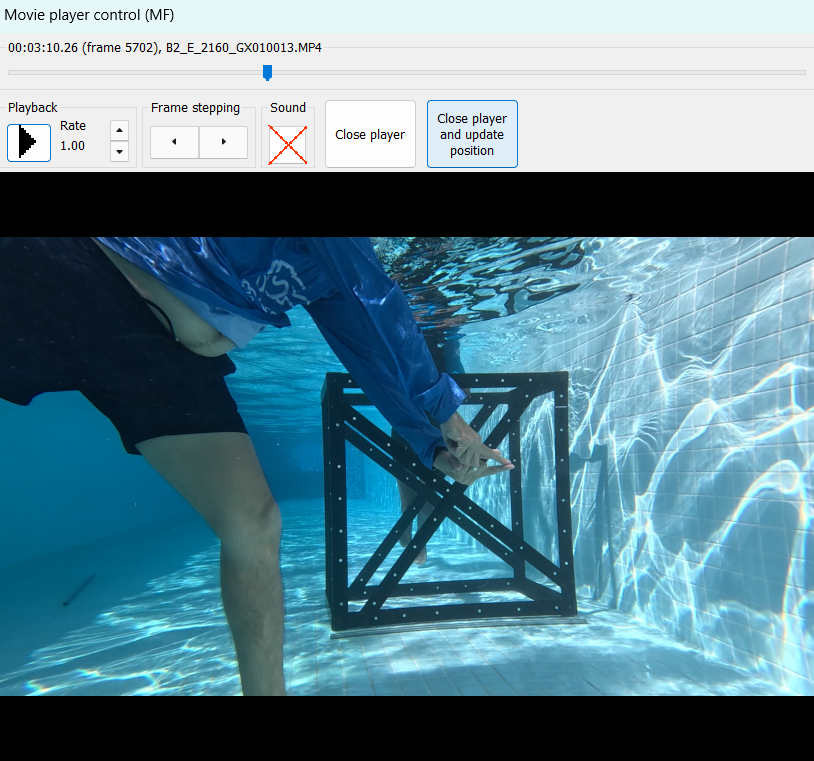 Movie player control (MF)
00:03:10.26 (frame 5702), B2_E_2160_GX010013.MP4
Playback
Rate
1.00
Frame stepping
Sound
Close player
Close player
and update
position